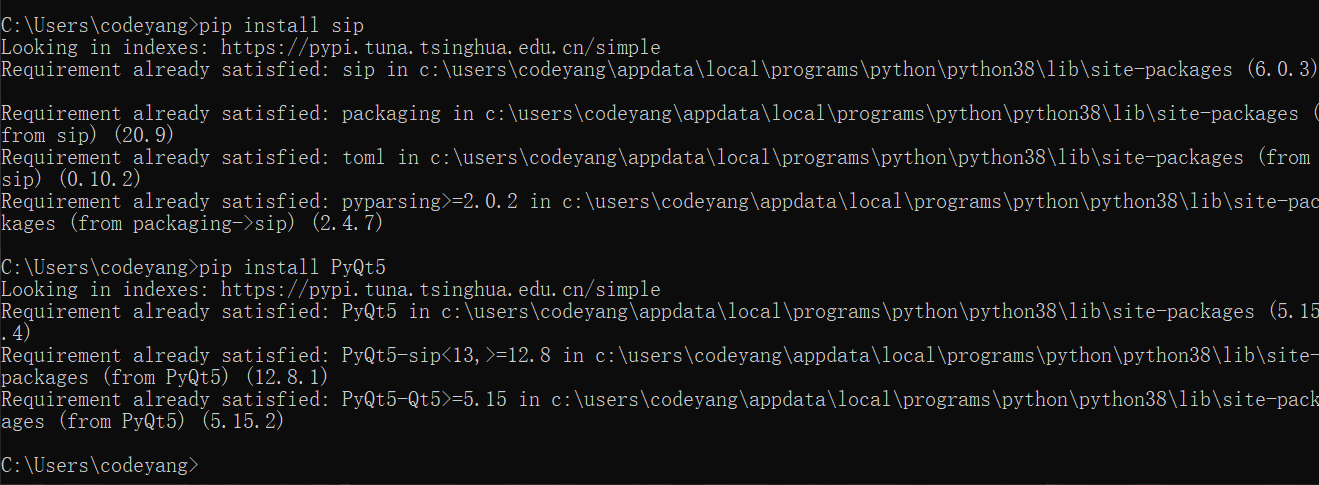 C:\Users\codeyang>pip install sip
Looking in indexes: https://pypi.tuna.tsinghua.edu.cn/simple
Requirement already satisfied: sip in c:\users\codeyang\appdata\local\programs\python\python38\lib\site-packages (6.0.3)
Requirement already satisfied: packaging in c:\users\codeyang\appdata\local\programs\python\python38\lib\site-packages (
from sip) (20.9)
Requirement already satisfied: toml in c:\users\codeyang\appdata\local\programs\python\python38\lib\site-packages (from
sip) (0.10.2)
Requirement already satisfied: pyparsing>=2.0.2 in c:\users\codeyang\appdata\local\programs\python\python38\lib\site-pac
kages (from packaging->sip) (2.4.7)
C:\Users\codeyang>pip install PyQt5
Looking in indexes: https://pypi.tuna.tsinghua.edu.cn/simple
Requirement already satisfied: PyQt5 in c:\users\codeyang\appdata\local\programs\python\python38\lib\site-packages (5.15
.4)
Requirement already satisfied: PyQt5-sip<13,>=12.8 in c:\users\codeyang\appdata\local\programs\python\python38\lib\site-
packages (from PyQt5) (12.8.1)
Requirement already satisfied: PyQt5-Qt5>=5.15 in c:\users\codeyang\appdata\local\programs\python\python38\lib\site-pack
ages (from PyQt5) (5.15.2)
C:\Users\codeyang>